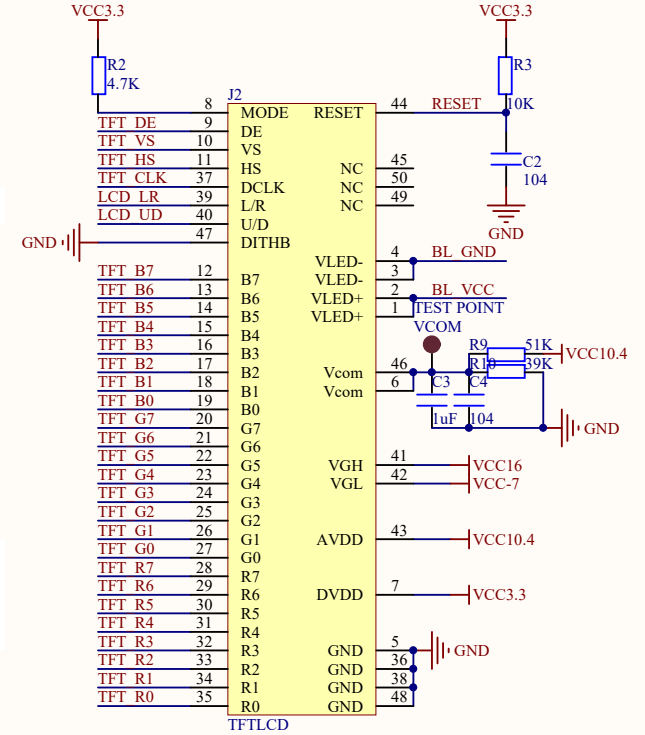 VCC3.3 VCC3.3
R2
4.7K
R3
10K
J2
8 MODE RESET 44 RESET
TFT DE 9 DE
TFT VS 10 VS
TFT HS 11 HS NC 45
TFT CLK 37 DCLK NC 50
LCD LR 39 L/R NC 49
LCD UD 40 U/D
GND 47 DITHB
C2
104
GND
VLED- 4 BL GND
TFT B7 12 B7 VLED- 3
TFT B6 13 B6 VLED+ 2 BL VCC
TFT B5 14 B5 VLED+ 1 TEST POINT
TFT B4 15 B4 VCOM
TFT B3 16 B3 R9 51K VCC10.4
TFT B2 17 B2 Vcom 46 R10 39K
TFT B1 18 B1 Vcom 6 C3 C4
TFT B0 19 B0
TFT G7 20 G7 1uF 104 GND
TFT G6 21 G6
TFT G5 22 G5 VGH 41 VCC16
TFT G4 23 G4 VGL 42 VCC-7
TFT G3 24 G3
TFT G2 25 G2
TFT G1 26 G1 AVDD 43 VCC10.4
TFT G0 27 G0
TFT R7 28 R7
TFT R6 29 R6 DVDD 7 VCC3.3
TFT R5 30 R5
TFT R4 31 R4
TFT R3 32 R3 GND 5 GND
TFT R2 33 R2 GND 36
TFT R1 34 R1 GND 38
TFT R0 35 R0 GND 48
TFTLCD